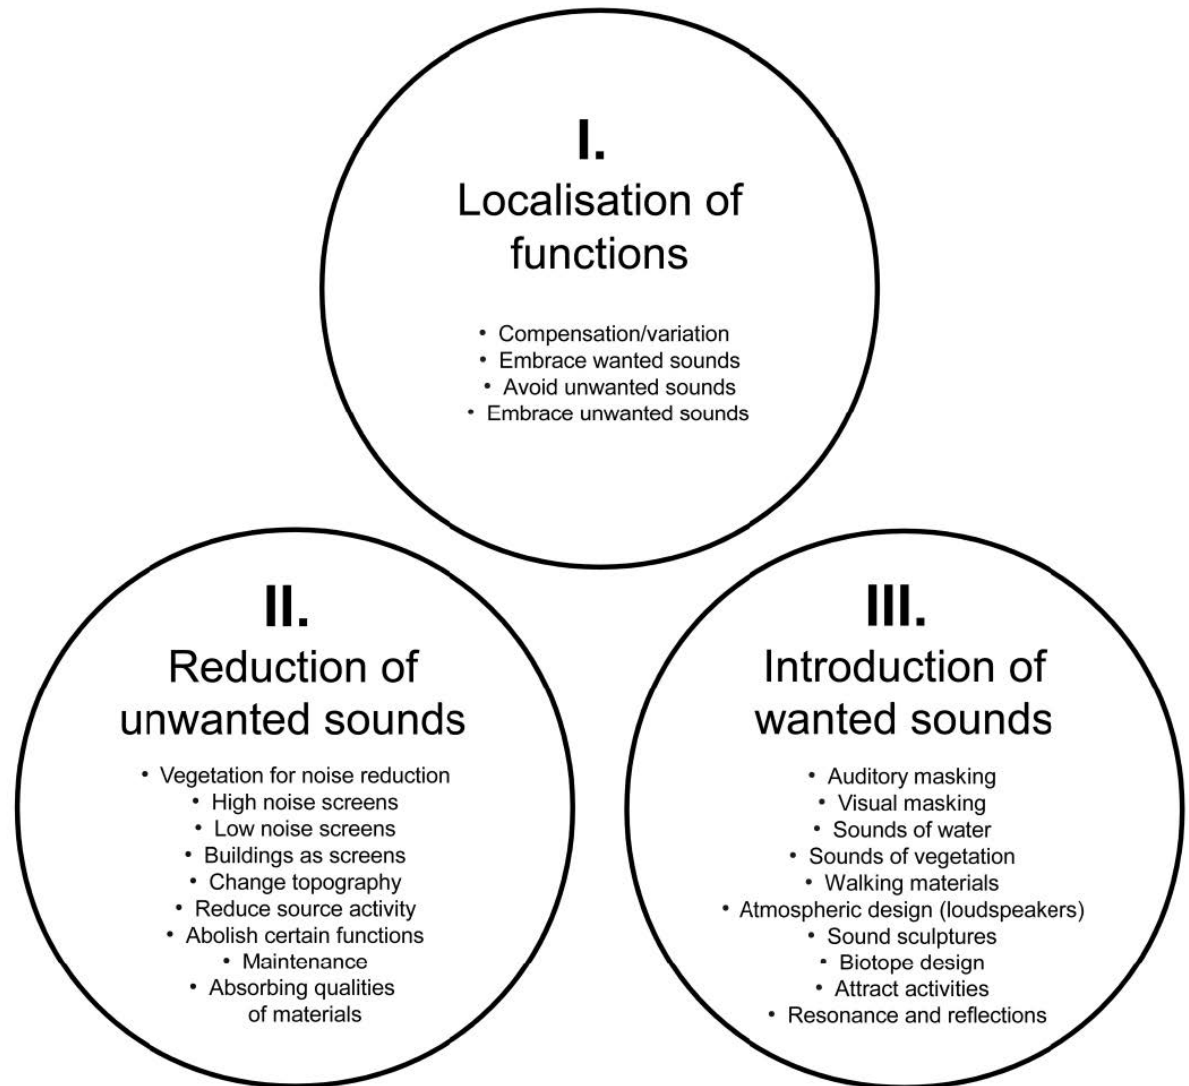 I.
Localisation of
functions
• Compensation/variation
• Embrace wanted sounds
• Avoid unwanted sounds
• Embrace unwanted sounds
II.
Reduction of
unwanted sounds
• Vegetation for noise reduction
• High noise screens
• Low noise screens
• Buildings as screens
• Change topography
• Reduce source activity
• Abolish certain functions
• Maintenance
• Absorbing qualities
of materials
III.
Introduction of
wanted sounds
• Auditory masking
• Visual masking
• Sounds of water
• Sounds of vegetation
• Walking materials
• Atmospheric design (loudspeakers)
• Sound sculptures
• Biotope design
• Attract activities
• Resonance and reflections